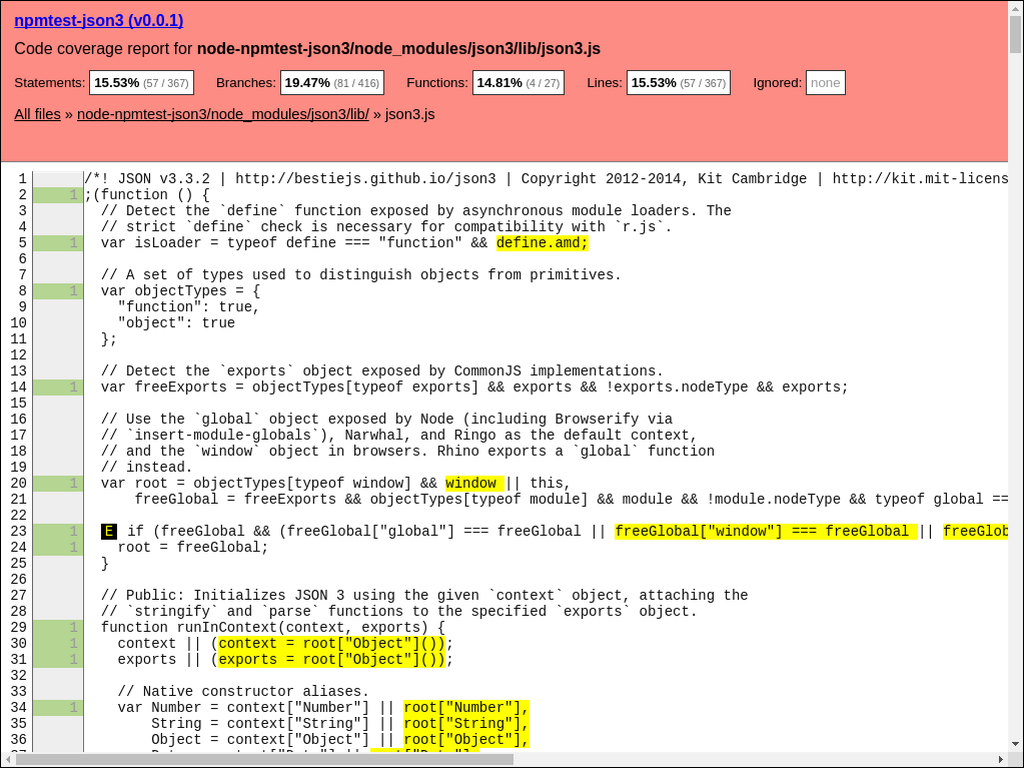 npmtest-json3 (v0.0.1)
Code coverage report for node-npmtest-json3/node_modules/json3/lib/json3.js
Statements: 15.53% (57 / 367) Branches: 19.47% (81 / 416) Functions: 14.81% (4 / 27) Lines: 15.53% (57 / 367) Ignored: none
All files » node-npmtest-json3/node_modules/json3/lib/ » json3.js
1 /*! JSON v3.3.2 | http://bestiejs.github.io/json3 | Copyright 2012-2014, Kit Cambridge | http://kit.mit-licens
2 1 ;(function () {
3 // Detect the `define` function exposed by asynchronous module loaders. The
4 // strict `define` check is necessary for compatibility with `r.js`.
5 1 var isLoader = typeof define === "function" && define.amd;
6
7 // A set of types used to distinguish objects from primitives.
8 1 var objectTypes = {
9 "function": true,
10 "object": true
11 };
12
13 // Detect the `exports` object exposed by CommonJS implementations.
14 1 var freeExports = objectTypes[typeof exports] && exports && !exports.nodeType && exports;
15
16 // Use the `global` object exposed by Node (including Browserify via
17 // `insert-module-globals`), Narwhal, and Ringo as the default context,
18 // and the `window` object in browsers. Rhino exports a `global` function
19 // instead.
20 1 var root = objectTypes[typeof window] && window || this,
21 freeGlobal = freeExports && objectTypes[typeof module] && module && !module.nodeType && typeof global ==
22
23 1 E if (freeGlobal && (freeGlobal["global"] === freeGlobal || freeGlobal["window"] === freeGlobal || freeGlob
24 1 root = freeGlobal;
25 }
26
27 // Public: Initializes JSON 3 using the given `context` object, attaching the
28 // `stringify` and `parse` functions to the specified `exports` object.
29 1 function runInContext(context, exports) {
30 1 context || (context = root["Object"]());
31 1 exports || (exports = root["Object"]());
32
33 // Native constructor aliases.
34 1 var Number = context["Number"] || root["Number"],
35 String = context["String"] || root["String"],
36 Object = context["Object"] || root["Object"],